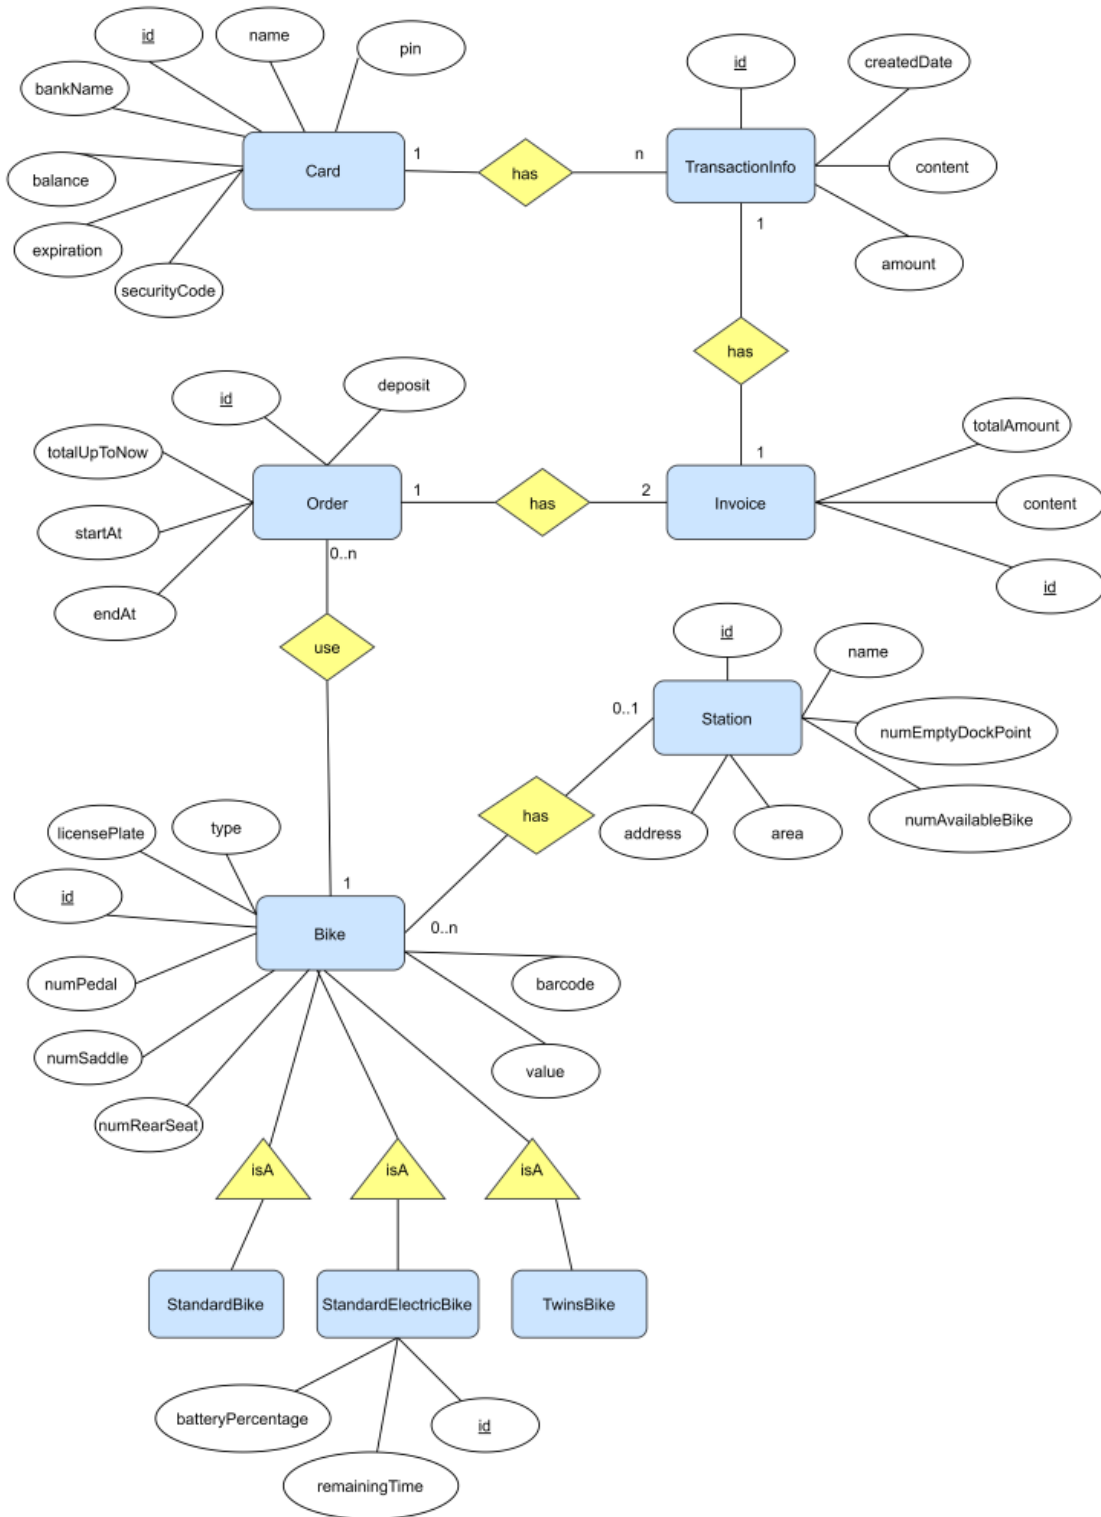 id
name
pin
bankName
balance
expiration
securityCode
Card
1
has
n
id
createdDate
content
amount
TransactionInfo
1
has
1
id
deposit
totalUpToNow
startAt
endAt
Order
1
has
2
Invoice
totalAmount
content
id
0..n
use
1
id
name
numEmptyDockPoint
numAvailableBike
address
area
Station
0..1
has
0..n
licensePlate
type
id
numPedal
numSaddle
numRearSeat
Bike
barcode
value
isA
isA
isA
StandardBike
StandardElectricBike
TwinsBike
batteryPercentage
remainingTime
id